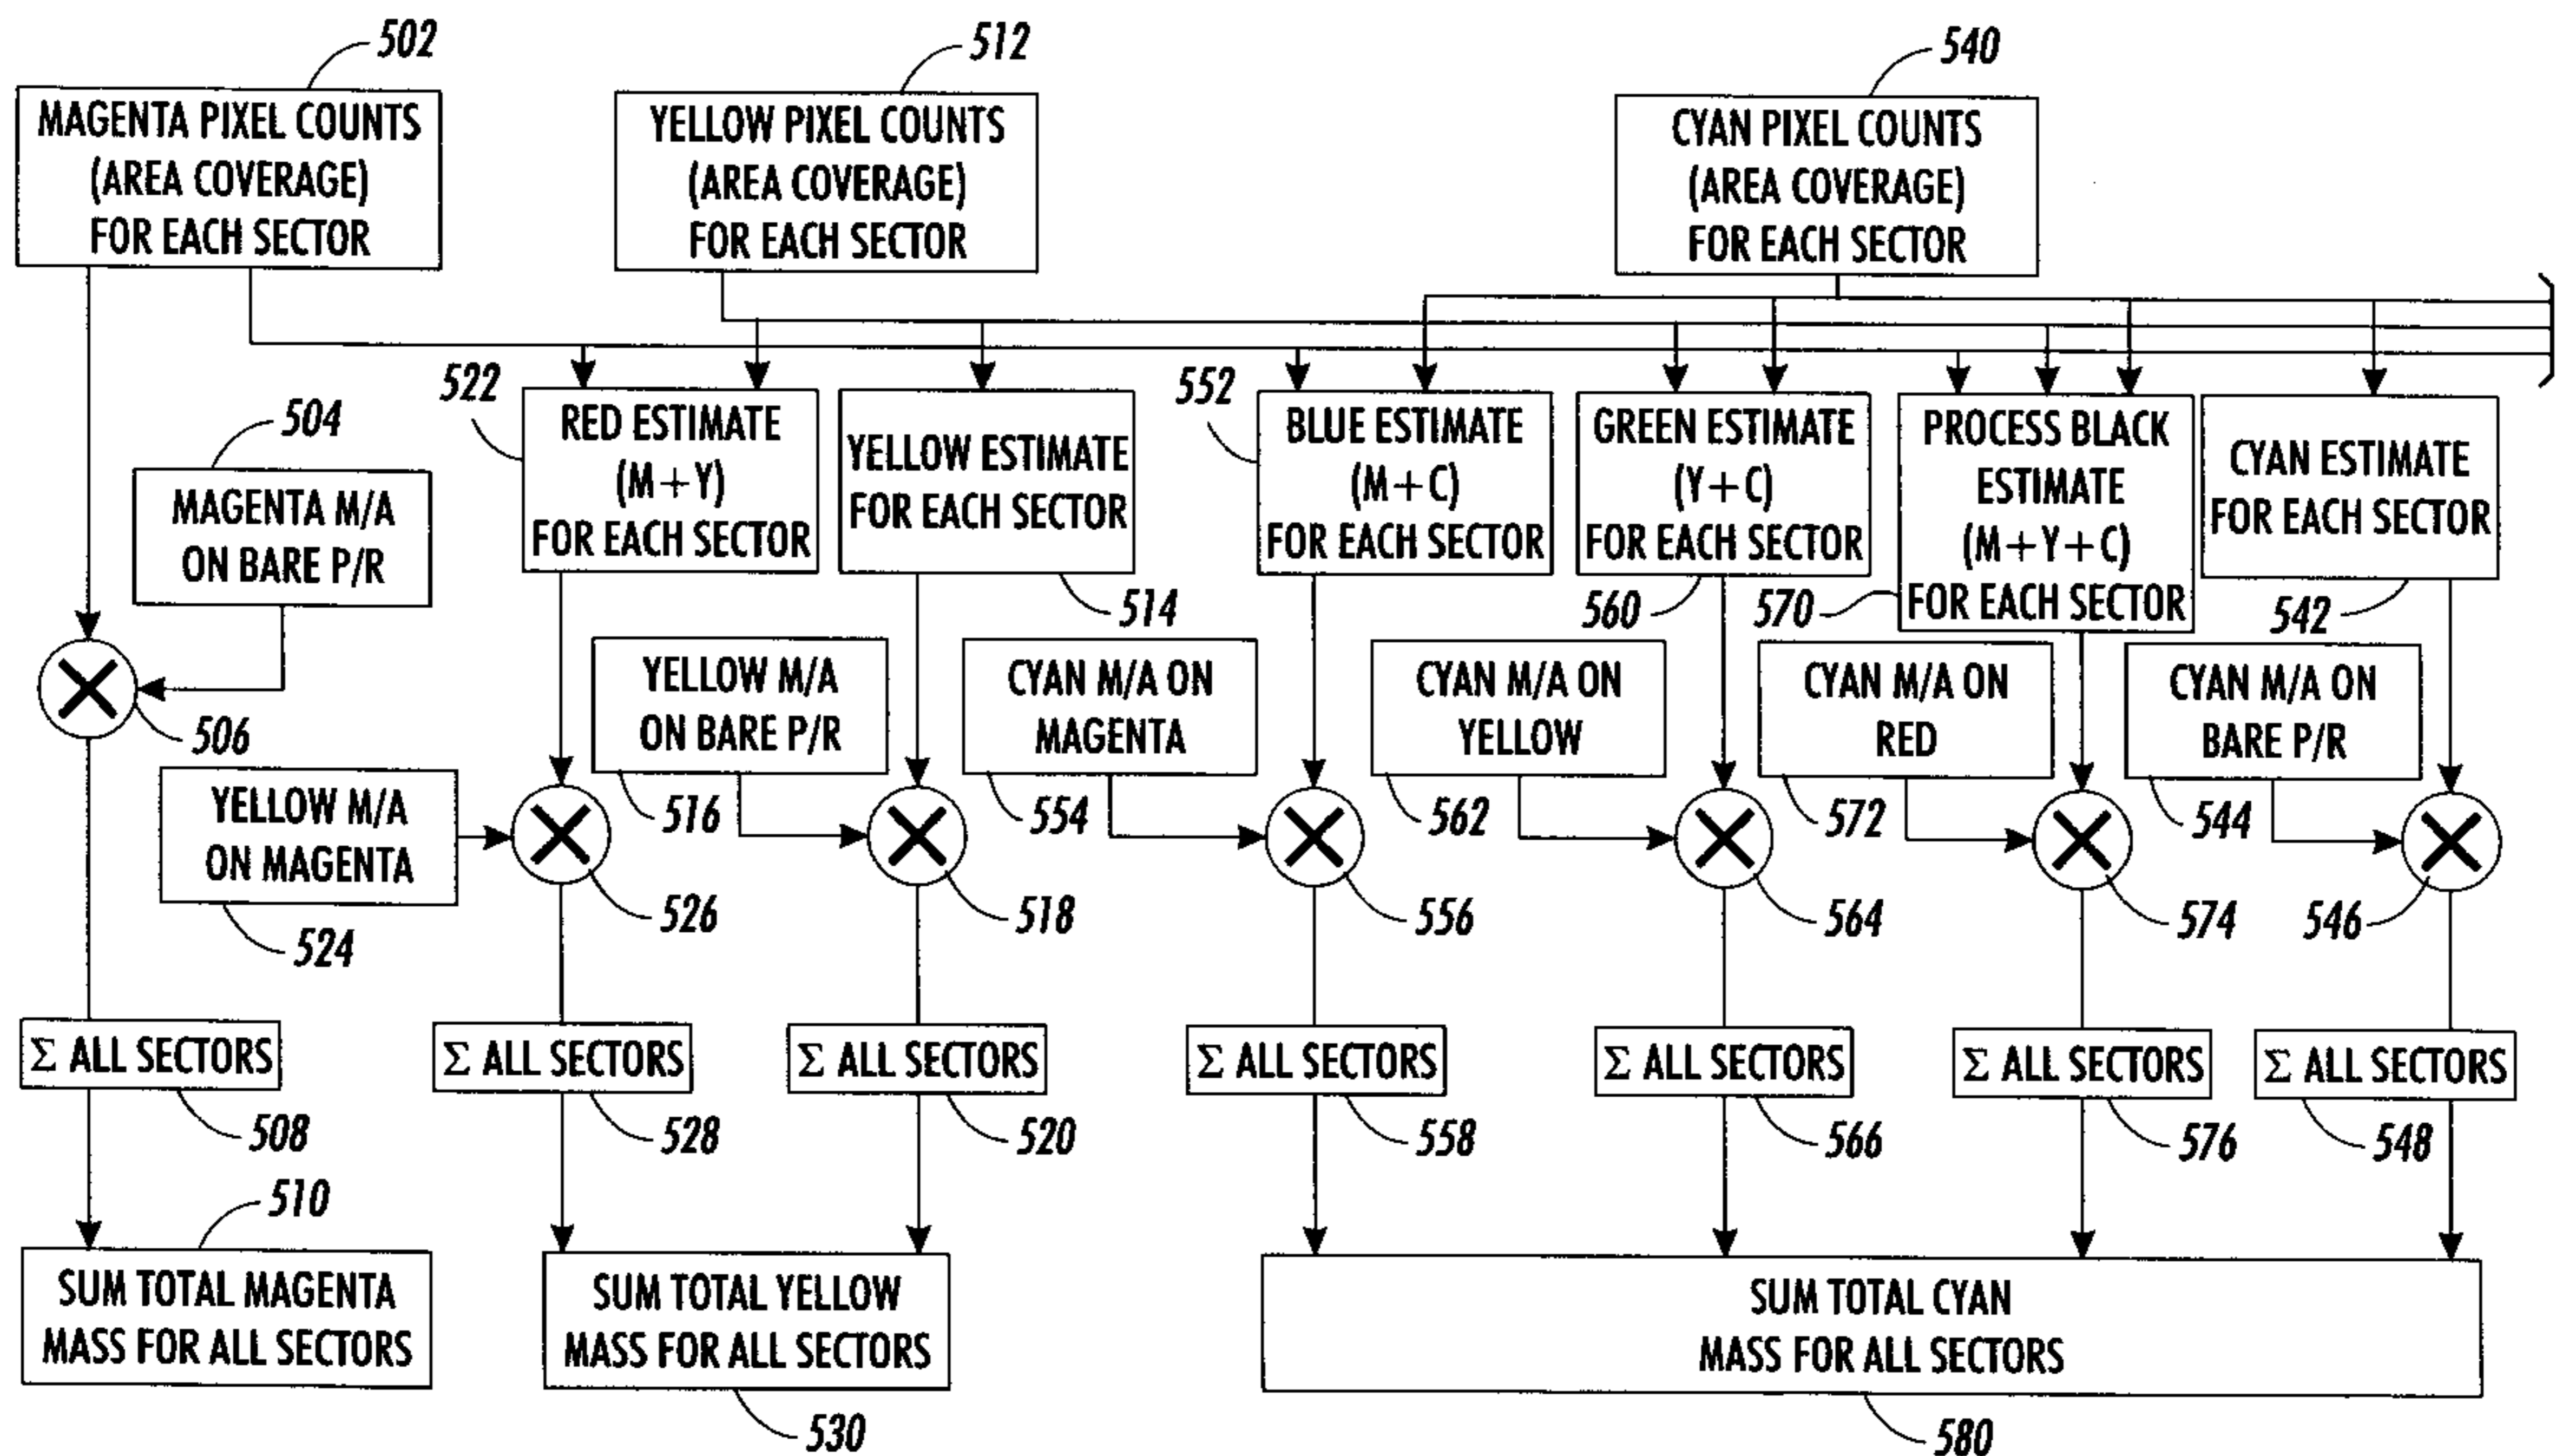 502
512
540
MAGENTA PIXEL COUNTS
(AREA COVERAGE)
FOR EACH SECTOR
YELLOW PIXEL COUNTS
(AREA COVERAGE)
FOR EACH SECTOR
CYAN PIXEL COUNTS
(AREA COVERAGE)
FOR EACH SECTOR
522
RED ESTIMATE
(M+Y)
FOR EACH SECTOR
YELLOW ESTIMATE
FOR EACH SECTOR
514
552
BLUE ESTIMATE
(M+C)
FOR EACH SECTOR
GREEN ESTIMATE
(Y+C)
FOR EACH SECTOR
560
PROCESS BLACK
ESTIMATE
(M+Y+C)
FOR EACH SECTOR
570
CYAN ESTIMATE
FOR EACH SECTOR
542
504
MAGENTA M/A
ON BARE P/R
506
YELLOW M/A
ON MAGENTA
524
YELLOW M/A
ON BARE P/R
516
CYAN M/A ON
MAGENTA
554
CYAN M/A ON
YELLOW
562
CYAN M/A ON
RED
572
CYAN M/A ON
BARE P/R
544
526
518
556
564
574
546
Σ ALL SECTORS
Σ ALL SECTORS
Σ ALL SECTORS
Σ ALL SECTORS
Σ ALL SECTORS
Σ ALL SECTORS
Σ ALL SECTORS
508
528
520
558
566
576
548
510
SUM TOTAL MAGENTA
MASS FOR ALL SECTORS
SUM TOTAL YELLOW
MASS FOR ALL SECTORS
SUM TOTAL CYAN
MASS FOR ALL SECTORS
530
580